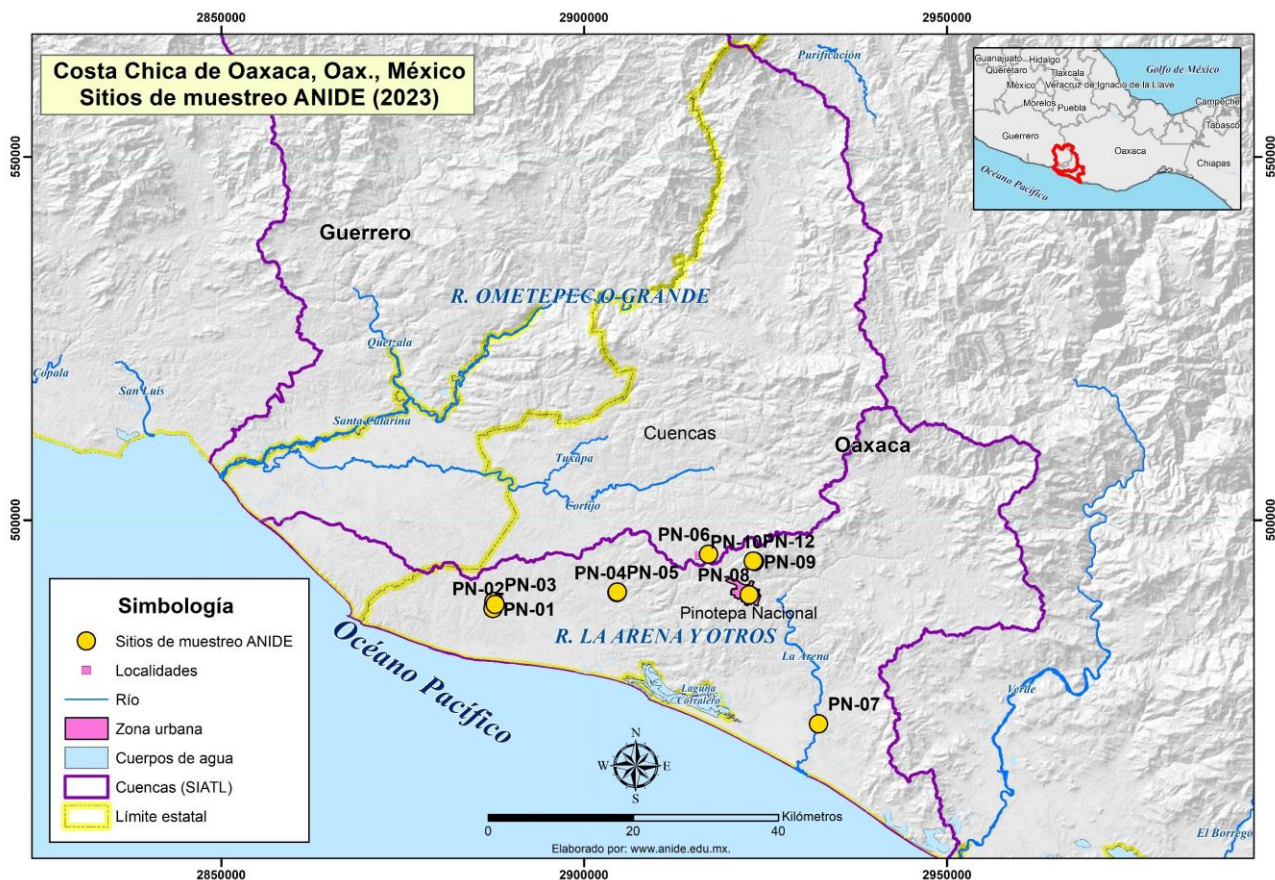 2850000
2900000
2950000
Costa Chica de Oaxaca, Oax., México
Sitios de muestreo ANIDE (2023)
Purificación
Guanajuato
Hidalgo
Querétaro
Tlaxcala
México
Veracruz de Ignacio de la Llave
Morelos
Puebla
Golfo de México
Campeche
Tabasco
Guerrero
Oaxaca
Chiapas
Océano Pacífico
550000
550000
Guerrero
R. OMETEPEC O GRANDE
Quetzala
Copala
San Luis
Santa Catarina
Cuencas
Oaxaca
Tuxapa
Cortijo
500000
500000
PN-06
PN-10
PN-12
PN-09
PN-08
PN-04
PN-05
PN-02
PN-03
PN-01
Pinotepa Nacional
R. LA ARENA Y OTROS
La Arena
Verde
Laguna
Corralero
PN-07
Océano Pacífico
El Borrego
Simbología
Sitios de muestreo ANIDE
Localidades
Río
Zona urbana
Cuerpos de agua
Cuencas (SIATL)
Límite estatal
N
W
E
S
Kilómetros
0
20
40
Elaborado por: www.anide.edu.mx.
2850000
2900000
2950000